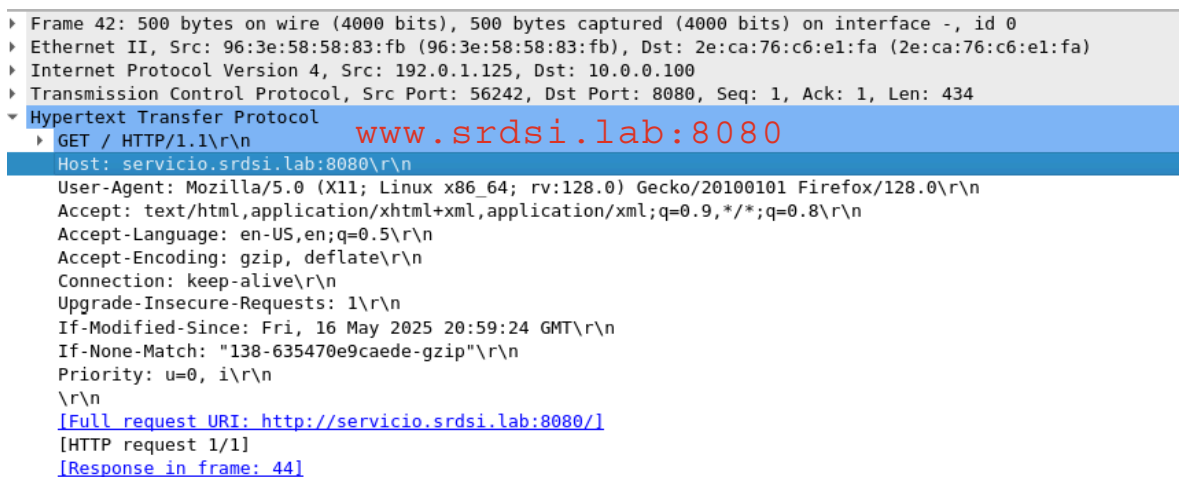 Frame 42: 500 bytes on wire (4000 bits), 500 bytes captured (4000 bits) on interface -, id 0
Ethernet II, Src: 96:3e:58:58:83:fb (96:3e:58:58:83:fb), Dst: 2e:ca:76:c6:e1:fa (2e:ca:76:c6:e1:fa)
Internet Protocol Version 4, Src: 192.0.1.125, Dst: 10.0.0.100
Transmission Control Protocol, Src Port: 56242, Dst Port: 8080, Seq: 1, Ack: 1, Len: 434
Hypertext Transfer Protocol
www.srdsi.lab:8080
GET / HTTP/1.1\r\n
Host: servicio.srdsi.lab:8080\r\n
User-Agent: Mozilla/5.0 (X11; Linux x86_64; rv:128.0) Gecko/20100101 Firefox/128.0\r\n
Accept: text/html,application/xhtml+xml,application/xml;q=0.9,*/*;q=0.8\r\n
Accept-Language: en-US,en;q=0.5\r\n
Accept-Encoding: gzip, deflate\r\n
Connection: keep-alive\r\n
Upgrade-Insecure-Requests: 1\r\n
If-Modified-Since: Fri, 16 May 2025 20:59:24 GMT\r\n
If-None-Match: "138-635470e9caede-gzip"\r\n
Priority: u=0, i\r\n
\r\n
[Full request URI: http://servicio.srdsi.lab:8080/]
[HTTP request 1/1]
[Response in frame: 44]